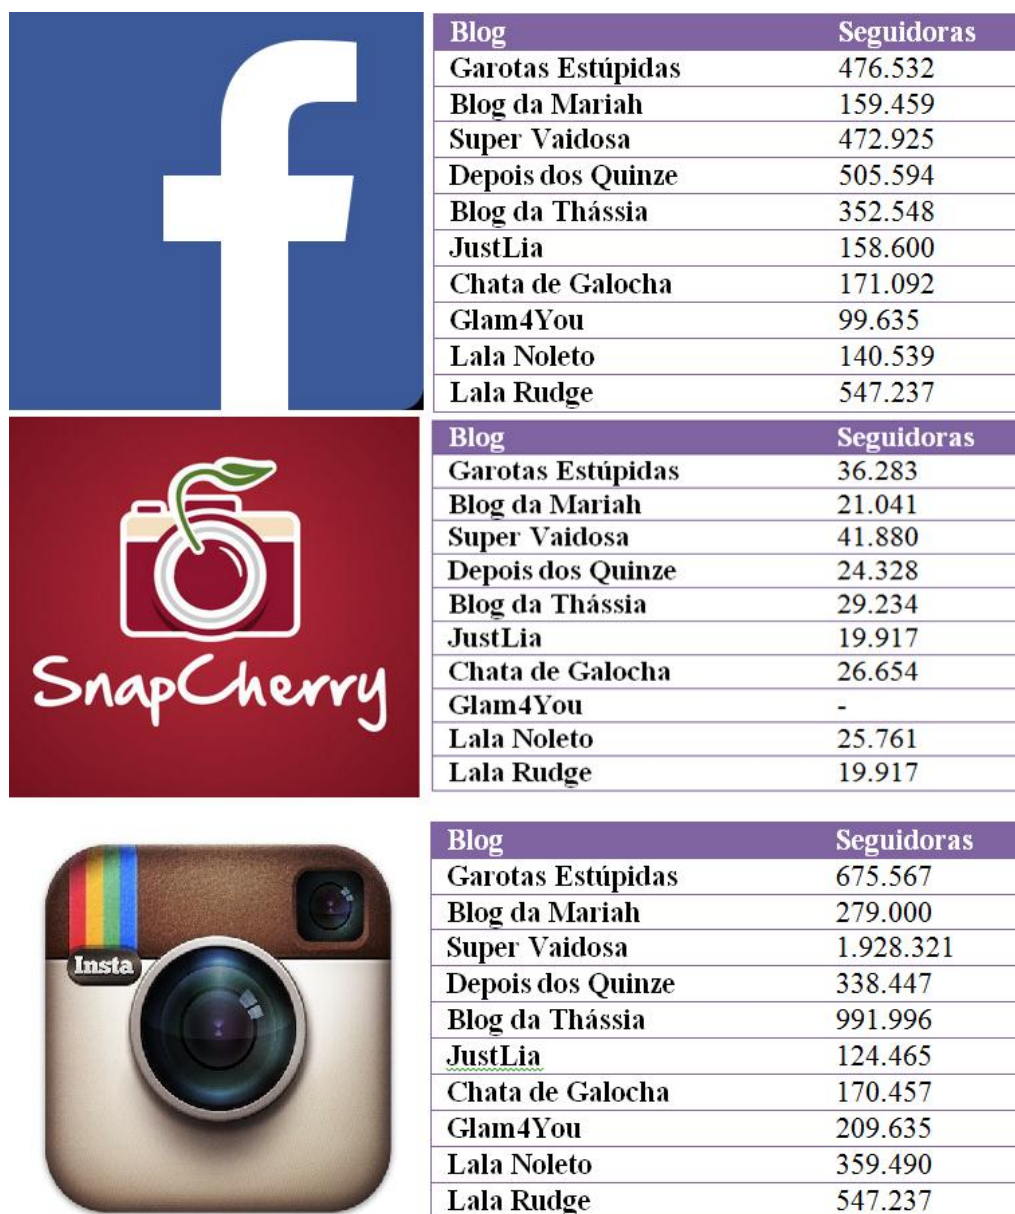 Blog Seguidoras
Garotas Estúpidas 476.532
Blog da Mariah 159.459
Super Vaidosa 472.925
Depois dos Quinze 505.594
Blog da Thássia 352.548
JustLia 158.600
Chata de Galocha 171.092
Glam4You 99.635
Lala Noleto 140.539
Lala Rudge 547.237
SnapCherry
Blog Seguidoras
Garotas Estúpidas 36.283
Blog da Mariah 21.041
Super Vaidosa 41.880
Depois dos Quinze 24.328
Blog da Thássia 29.234
JustLia 19.917
Chata de Galocha 26.654
Glam4You -
Lala Noleto 25.761
Lala Rudge 19.917
Insta
Blog Seguidoras
Garotas Estúpidas 675.567
Blog da Mariah 279.000
Super Vaidosa 1.928.321
Depois dos Quinze 338.447
Blog da Thássia 991.996
JustLia 124.465
Chata de Galocha 170.457
Glam4You 209.635
Lala Noleto 359.490
Lala Rudge 547.237